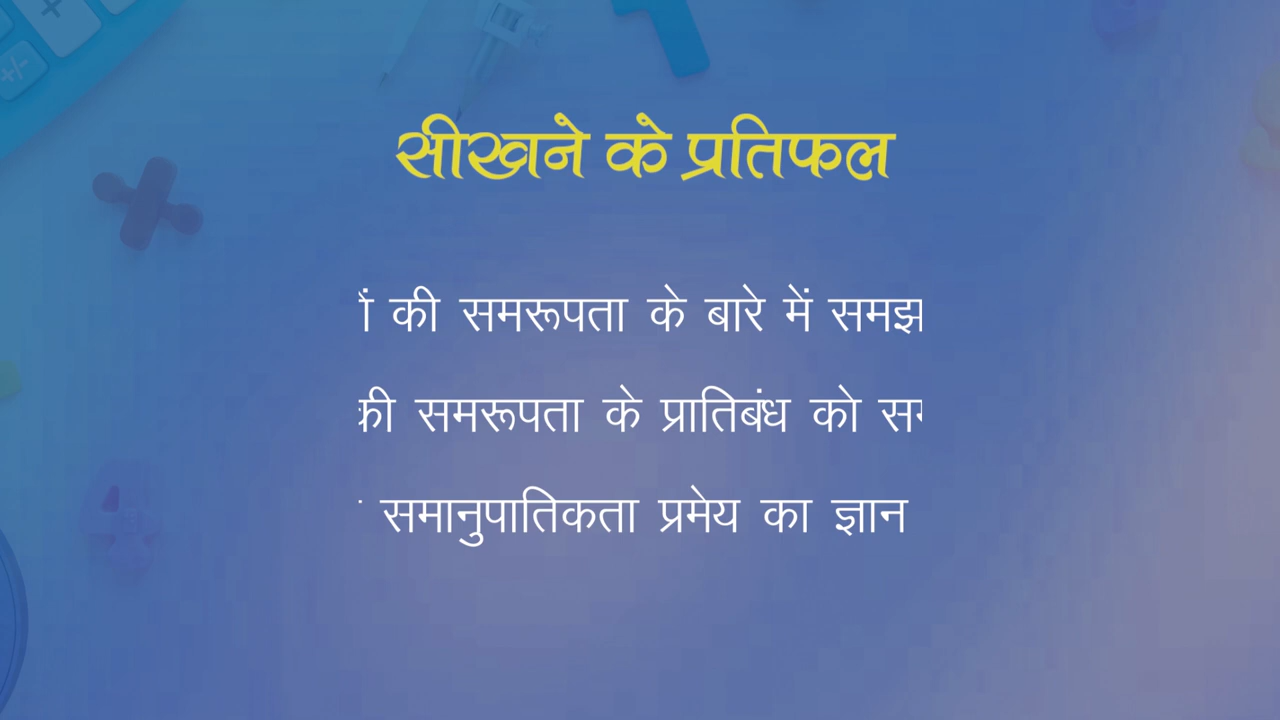 सीखने के प्रतिफल
की समरूपता के बारे में समझ
की समरूपता के प्रातिबंध को
समानुपातिकता प्रमेय का ज्ञान